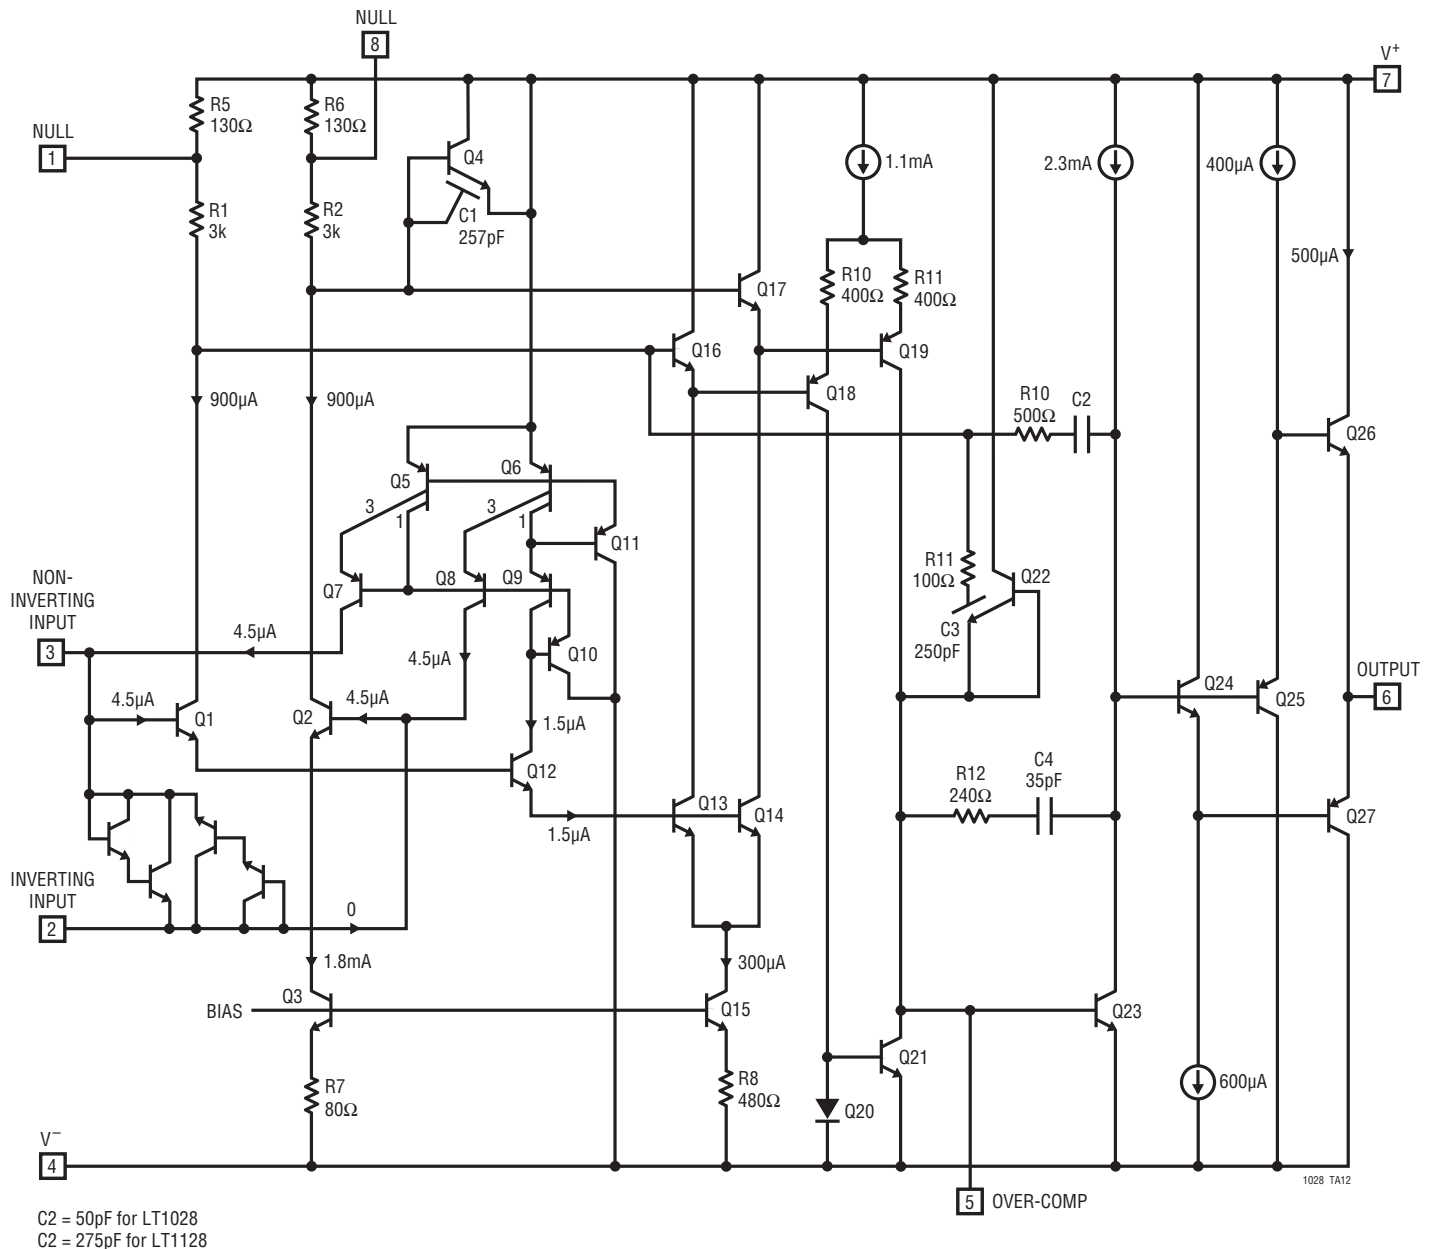 NULL
8
V+
7
R5
130Ω
R6
130Ω
NULL
1
Q4
1.1mA
2.3mA
400µA
R1
3k
R2
3k
C1
257pF
500µA
R10
400Ω
R11
400Ω
Q17
Q16
Q19
900µA
900µA
Q18
R10
500Ω
C2
Q26
Q5
Q6
3
1
3
1
Q11
R11
100Ω
Q22
NON-
INVERTING
INPUT
3
Q7
Q8
Q9
C3
250pF
4.5µA
4.5µA
Q10
OUTPUT
6
4.5µA
Q1
Q2
4.5µA
1.5µA
Q24
Q25
Q12
R12
240Ω
C4
35pF
1.5µA
Q13
Q14
Q27
INVERTING
INPUT
2
0
1.8mA
300µA
BIAS
Q3
Q15
Q23
Q21
R7
80Ω
R8
480Ω
Q20
600µA
V−
4
1028 TA12
5
OVER-COMP
C2 = 50pF for LT1028
C2 = 275pF for LT1128